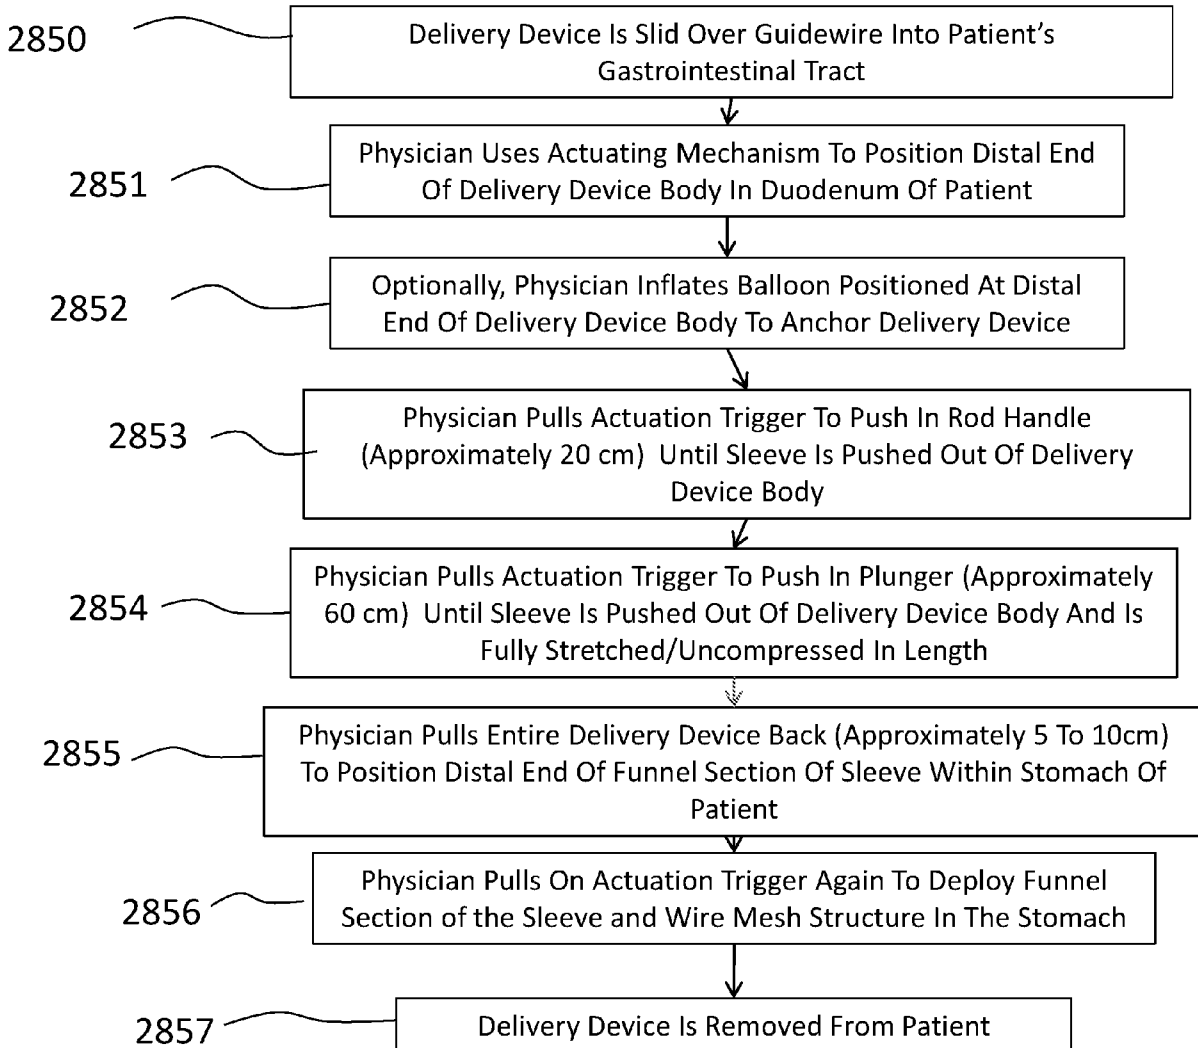 2850
Delivery Device Is Slid Over Guidewire Into Patient's
Gastrointestinal Tract
2851
Physician Uses Actuating Mechanism To Position Distal End
Of Delivery Device Body In Duodenum Of Patient
2852
Optionally, Physician Inflates Balloon Positioned At Distal
End Of Delivery Device Body To Anchor Delivery Device
2853
Physician Pulls Actuation Trigger To Push In Rod Handle
(Approximately 20 cm) Until Sleeve Is Pushed Out Of Delivery
Device Body
2854
Physician Pulls Actuation Trigger To Push In Plunger (Approximately
60 cm) Until Sleeve Is Pushed Out Of Delivery Device Body And Is
Fully Stretched/Uncompressed In Length
2855
Physician Pulls Entire Delivery Device Back (Approximately 5 To 10cm)
To Position Distal End Of Funnel Section Of Sleeve Within Stomach Of
Patient
2856
Physician Pulls On Actuation Trigger Again To Deploy Funnel
Section of the Sleeve and Wire Mesh Structure In The Stomach
2857
Delivery Device Is Removed From Patient